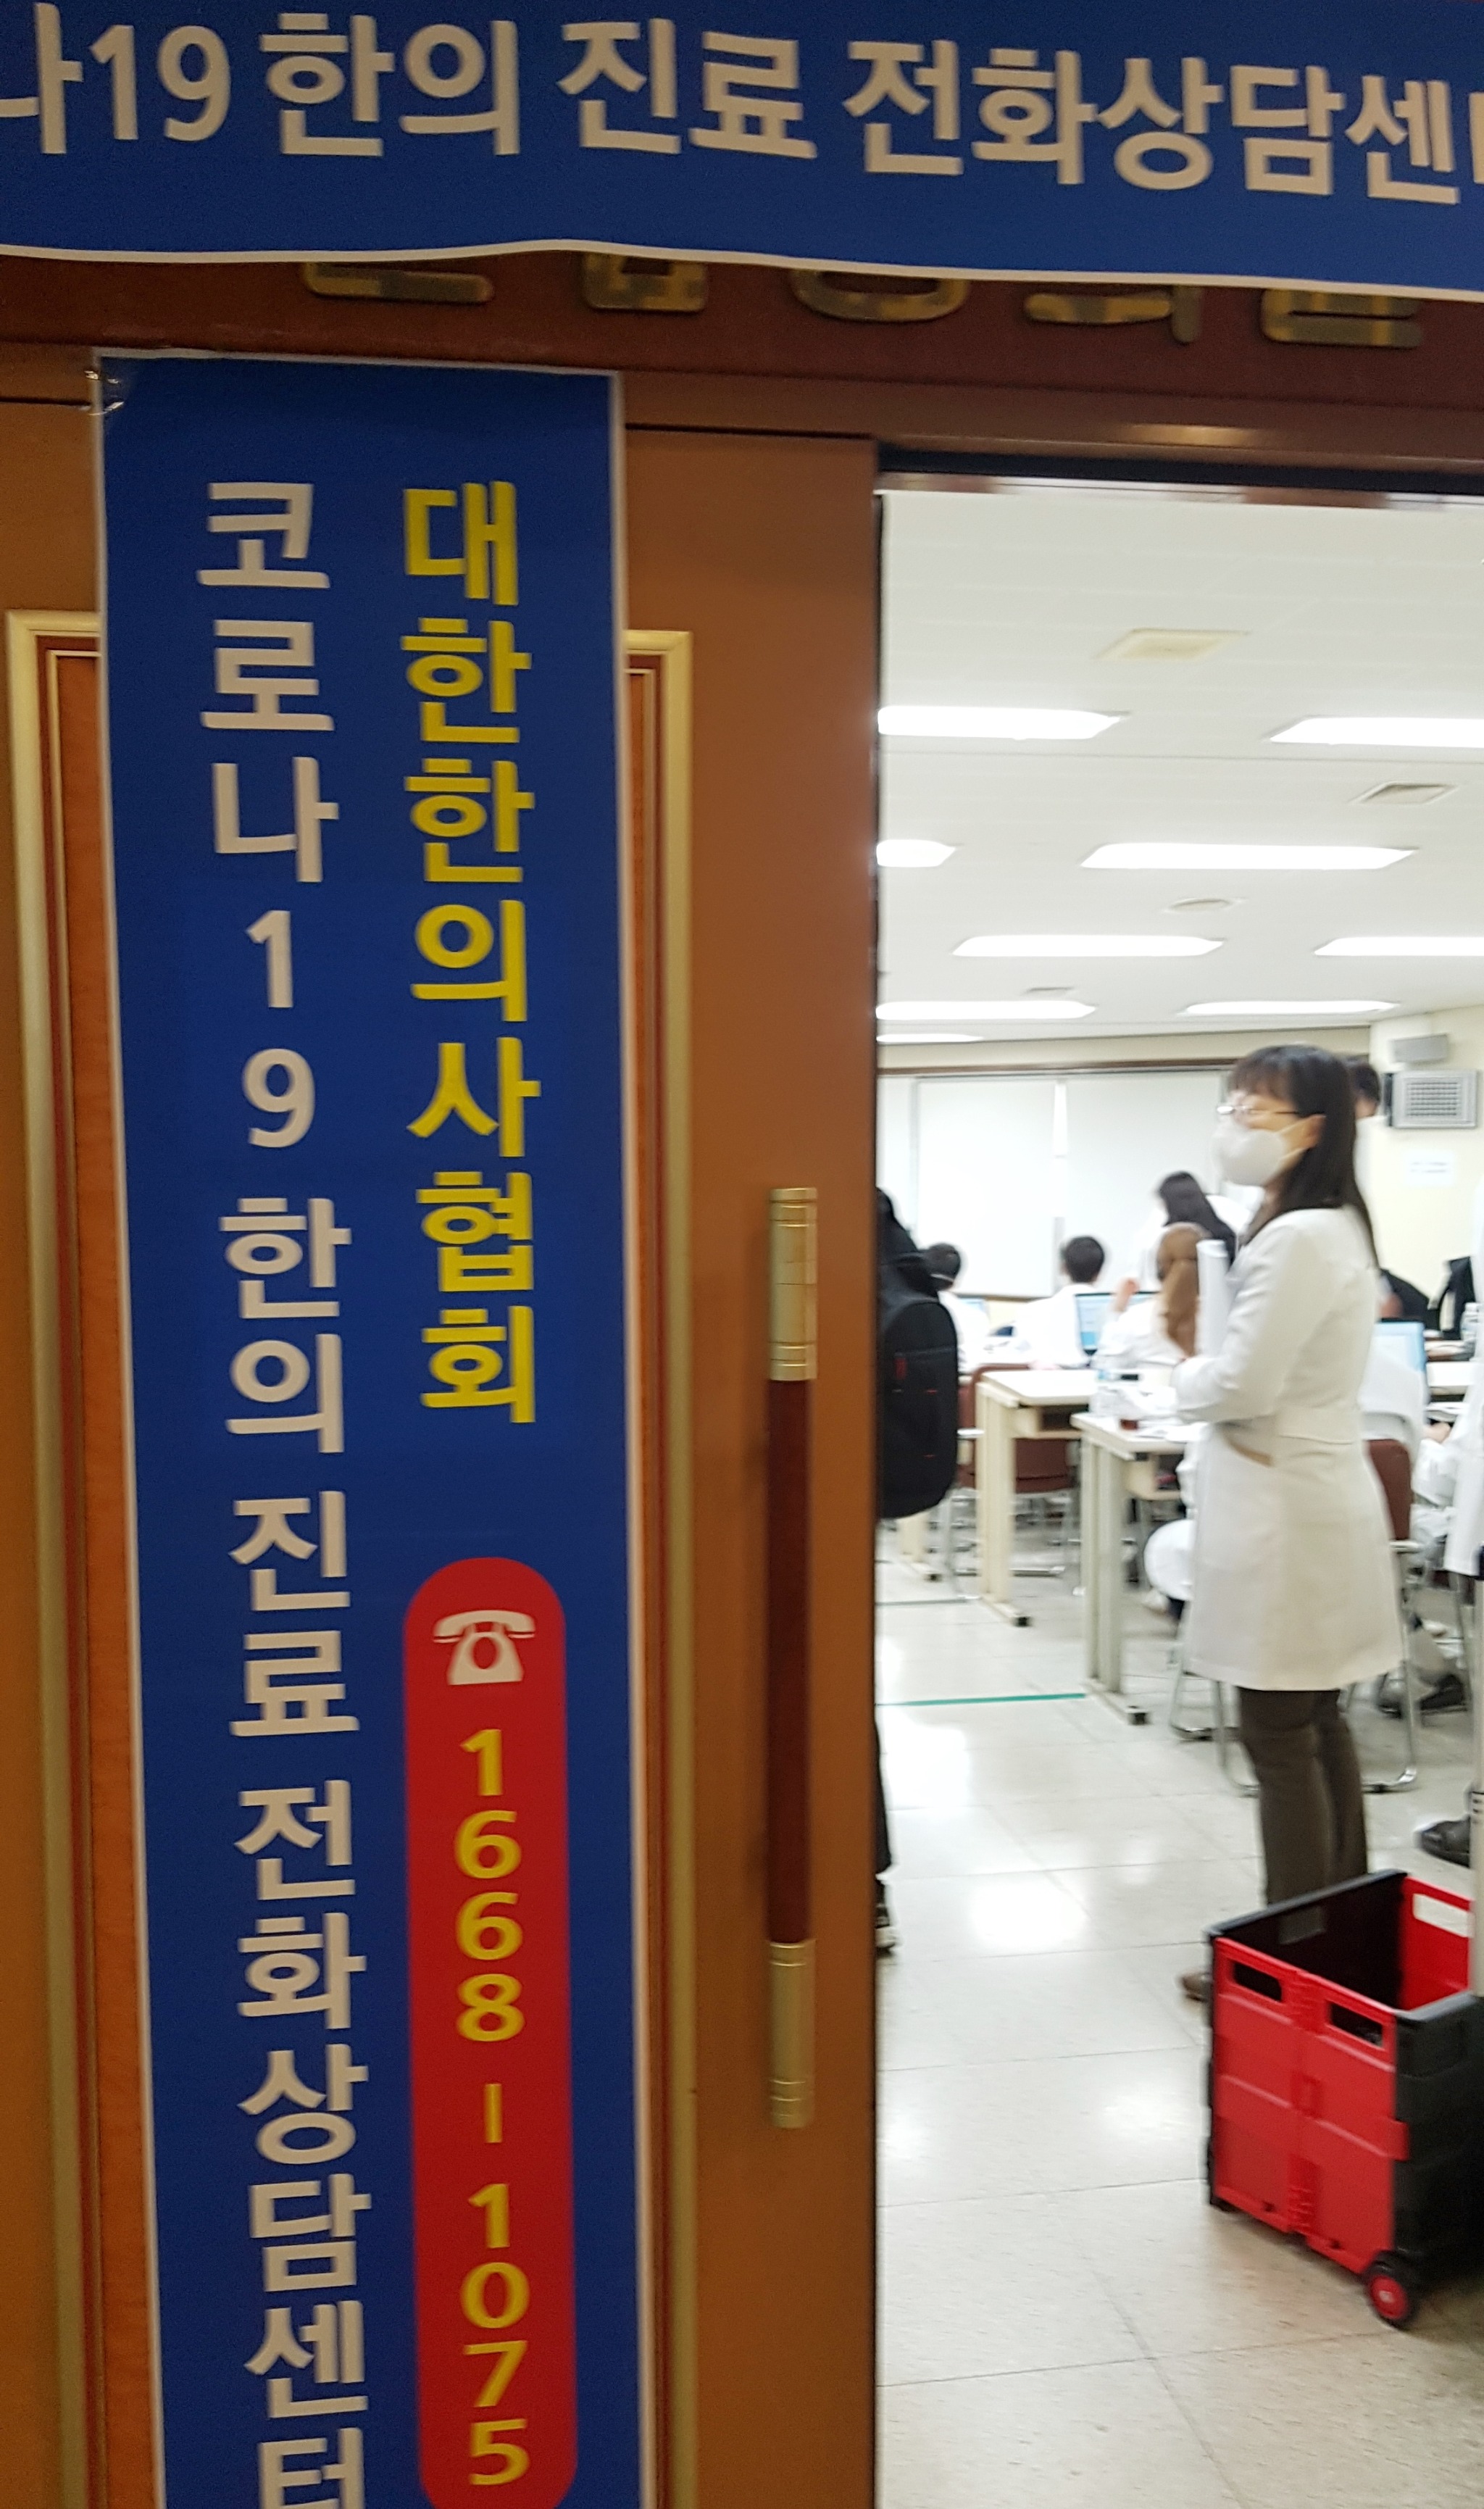 나19 한의 진료 전화상담센터
대한한의사협회
1668-1075
코로나19 한의 진료 전화상담센터